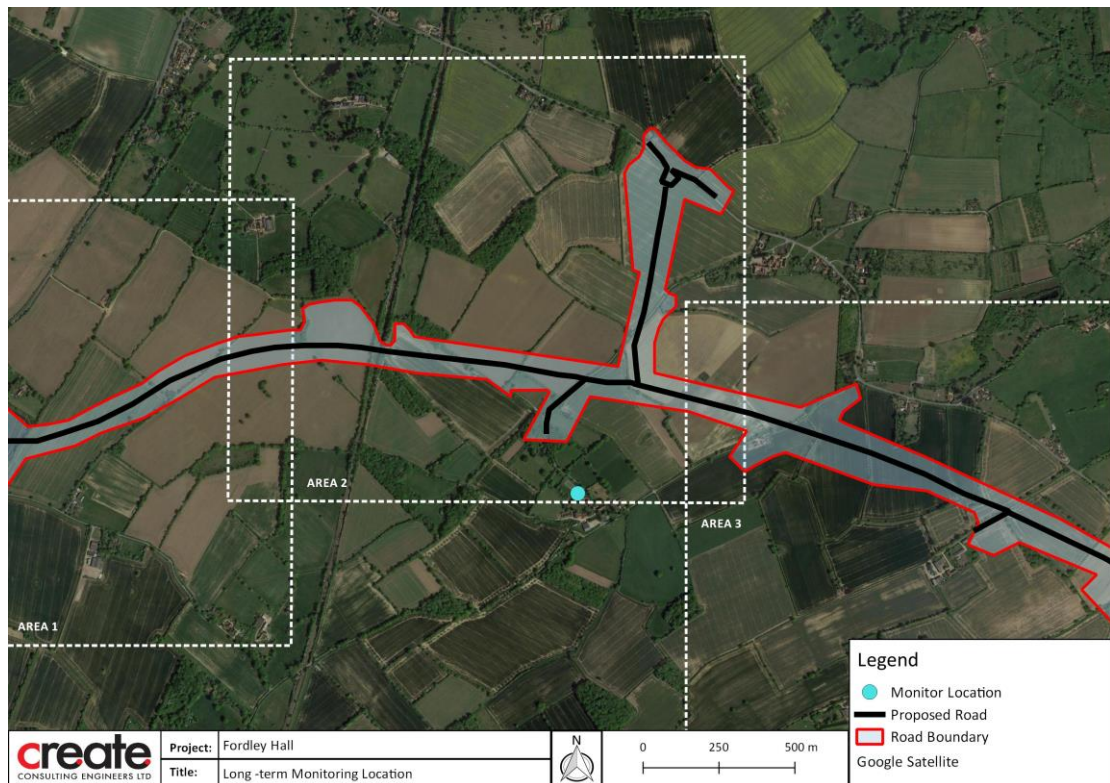 AREA 2
AREA 3
AREA 1
Legend
Monitor Location
Proposed Road
Road Boundary
Google Satellite
create
CONSULTING ENGINEERS LTD
Project: Fordley Hall
Title: Long -term Monitoring Location
N
0 250 500 m